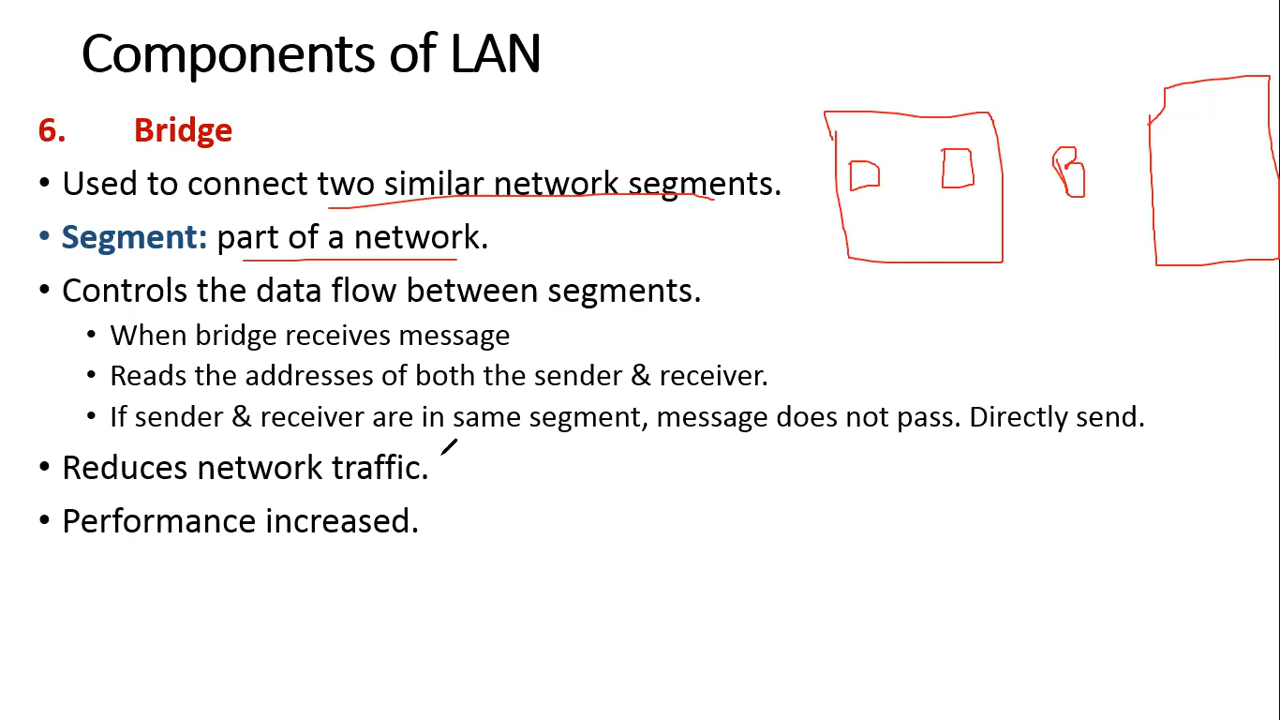 Components of LAN
6. Bridge
• Used to connect two similar network segments.
• Segment: part of a network.
• Controls the data flow between segments.
• When bridge receives message
• Reads the addresses of both the sender & receiver.
• If sender & receiver are in same segment, message does not pass. Directly send.
• Reduces network traffic.
• Performance increased.
B